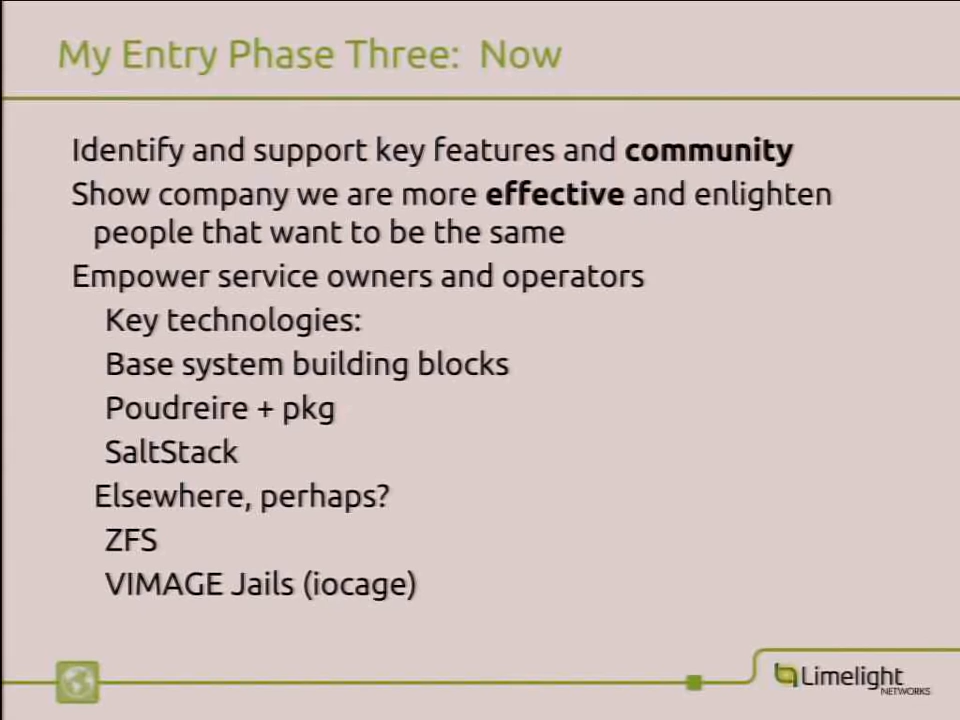 My Entry Phase Three: Now
Identify and support key features and community
Show company we are more effective and enlighten
people that want to be the same
Empower service owners and operators
Key technologies:
Base system building blocks
Poudreire + pkg
SaltStack
Elsewhere, perhaps?
ZFS
VIMAGE Jails (iocage)
Limelight
NETWORKS